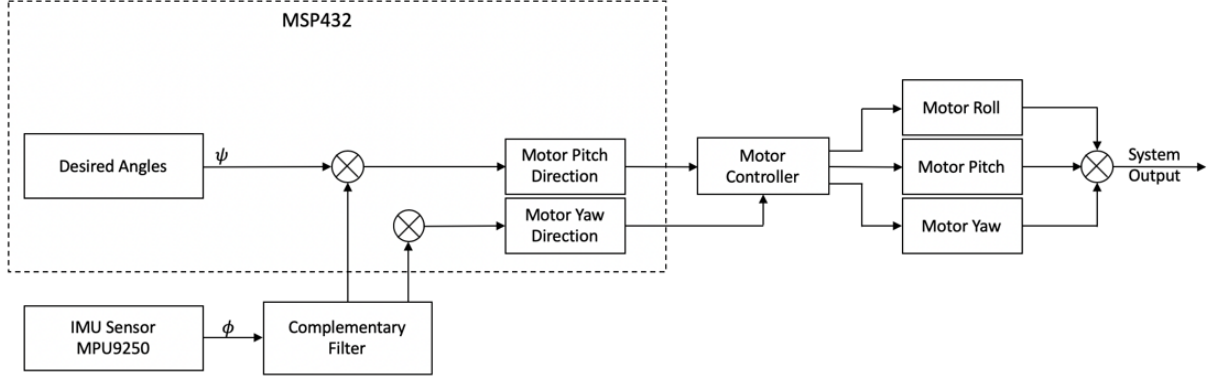 MSP432
Desired Angles
ψ
Motor Pitch
Direction
Motor Yaw
Direction
Motor
Controller
Motor Roll
Motor Pitch
Motor Yaw
System
Output
IMU Sensor
MPU9250
ϕ
Complementary
Filter